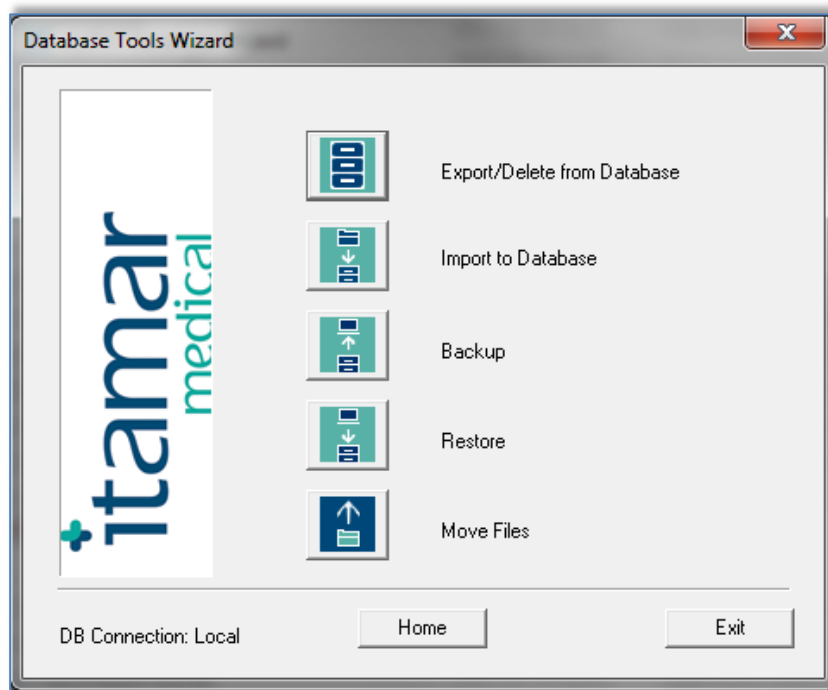 Database Tools Wizard
itamar
medical
Export/Delete from Database
Import to Database
Backup
Restore
Move Files
DB Connection: Local
Home
Exit